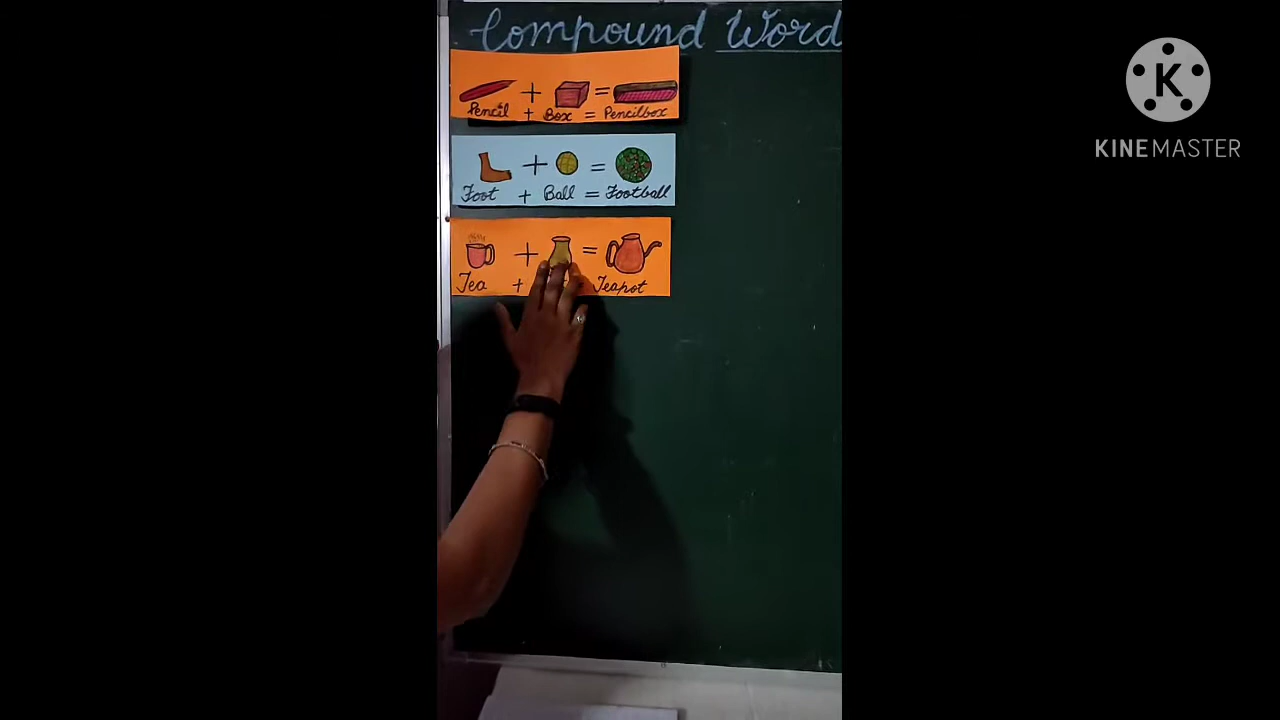 Compound Word
Pencil + Box = Pencilbox
Foot + Ball = Football
Tea + = Teapot
K
KINEMASTER